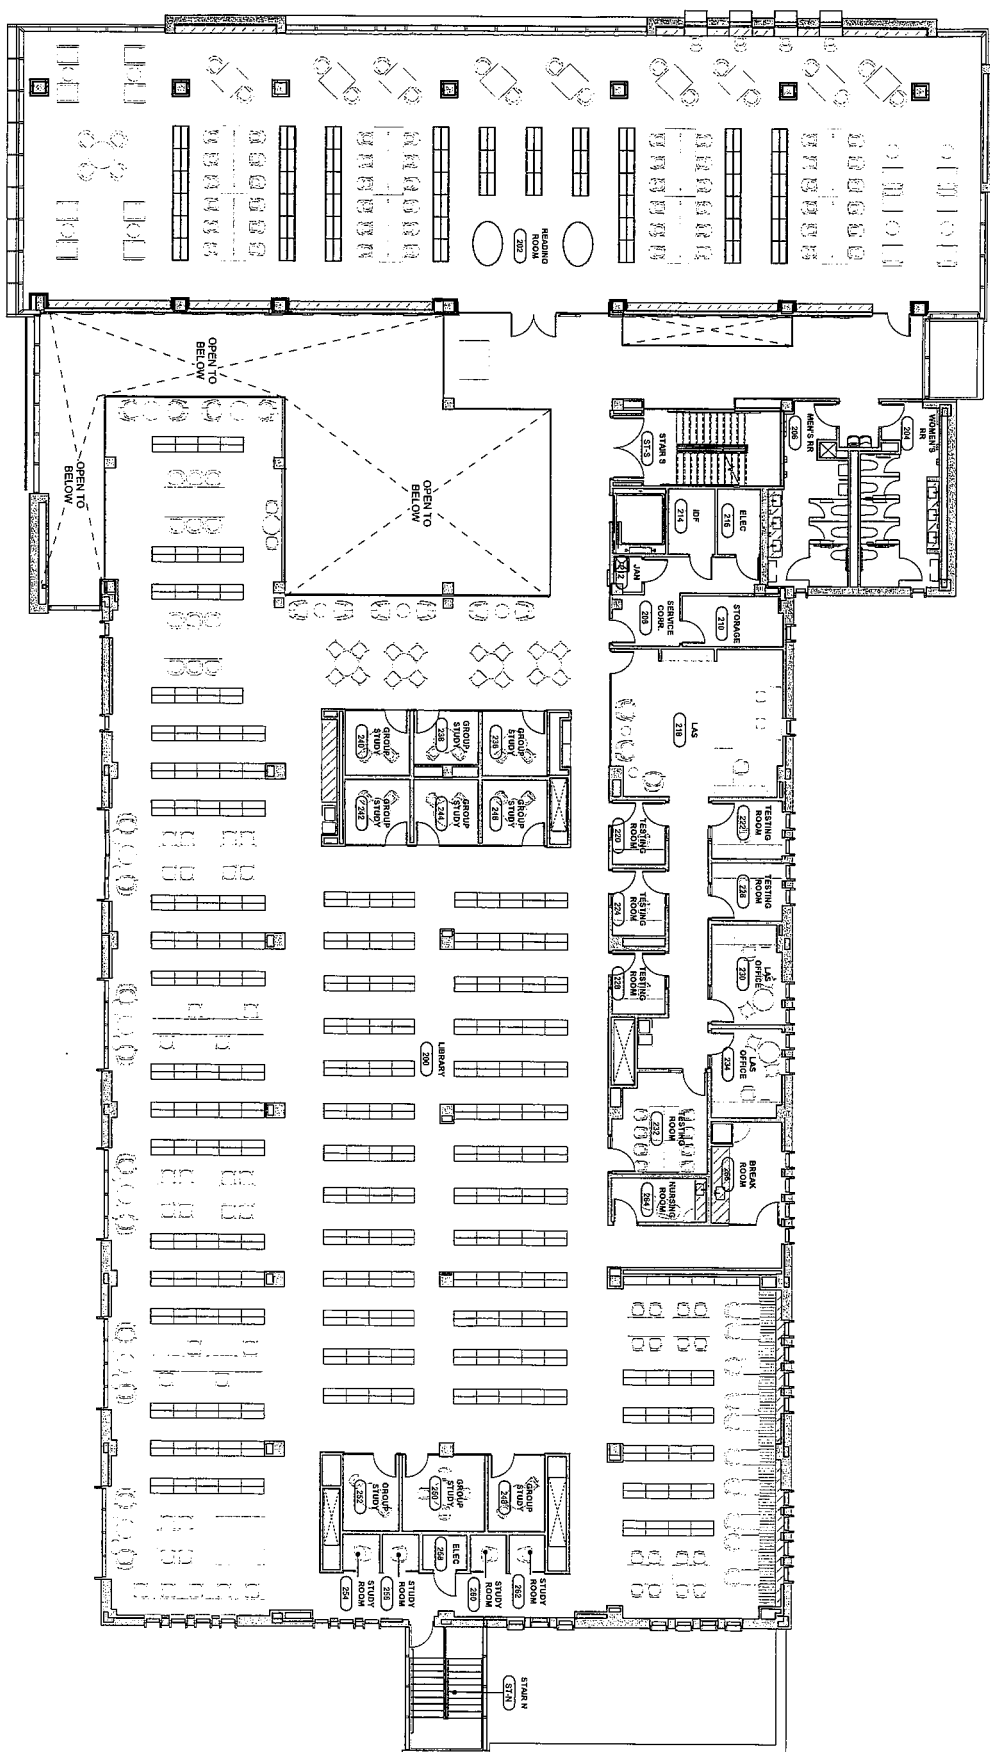 READING
ROOM
202
OPEN TO
BELOW
OPEN TO
BELOW
OPEN TO
BELOW
WOMEN'S
RR
204
MEN'S RR
206
STAIR S
ST-S
ELEC
216
IDF
214
JAN
SERVICE
CORR.
208
STORAGE
210
LAS
218
GROUP
STUDY
236
GROUP
STUDY
238
GROUP
STUDY
240
GROUP
STUDY
246
GROUP
STUDY
244
GROUP
STUDY
242
TESTING
ROOM
222
TESTING
ROOM
220
TESTING
ROOM
226
TESTING
ROOM
224
LAS
OFFICE
230
TESTING
ROOM
228
LAS
OFFICE
234
LIBRARY
200
TESTING
ROOM
232
BREAK
ROOM
266
NURSING
ROOM
264
GROUP
STUDY
248
GROUP
STUDY
250
GROUP
STUDY
252
STUDY
ROOM
262
STUDY
ROOM
260
ELEC
258
STUDY
ROOM
256
STUDY
ROOM
254
STAIR N
ST-N